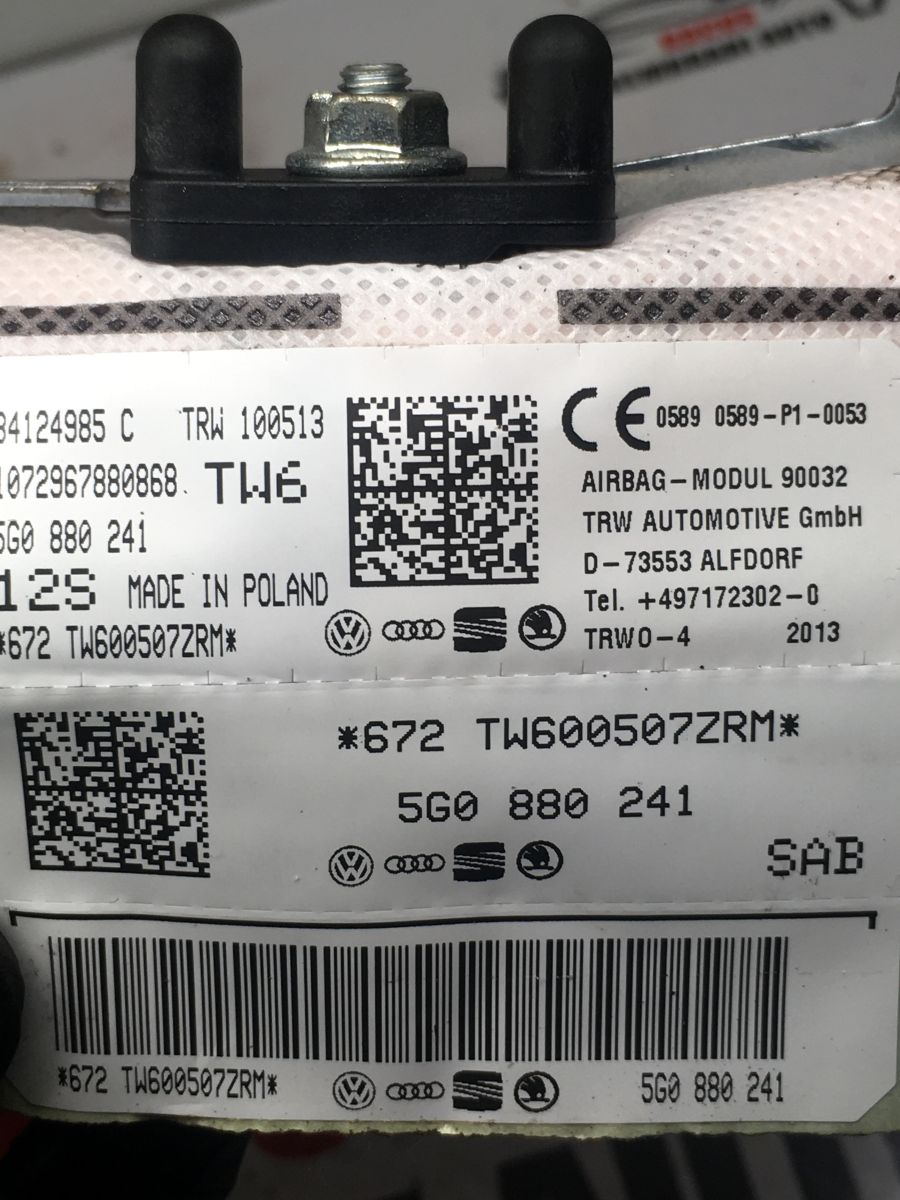 34124985 C TRW 100513
1072967880868 TW6
5G0 880 241
12S MADE IN POLAND
*672 TW600507ZRM*
CE 0589 0589-P1-0053
AIRBAG-MODUL 90032
TRW AUTOMOTIVE GmbH
D-73553 ALFDORF
Tel. +497172302-0
TRWO-4 2013
*672 TW600507ZRM*
5G0 880 241
SAB
*672 TW600507ZRM* 5G0 880 241